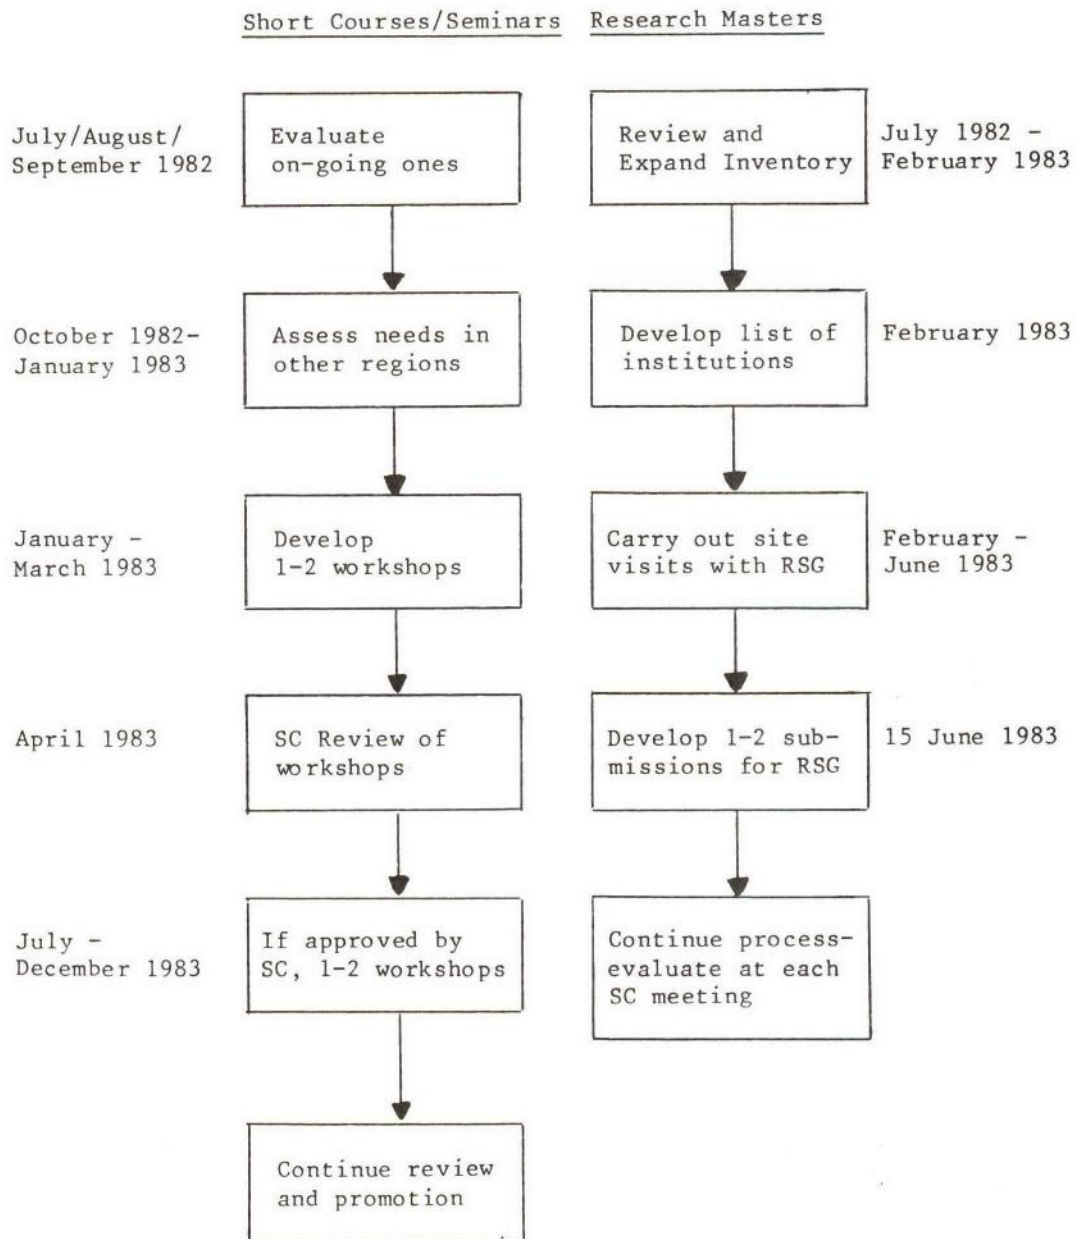 Short Courses/Seminars Research Masters
July/August/
September 1982
Evaluate
on-going ones
Review and
Expand Inventory
July 1982 -
February 1983
October 1982-
January 1983
Assess needs in
other regions
Develop list of
institutions
February 1983
January -
March 1983
Develop
1-2 workshops
Carry out site
visits with RSG
February -
June 1983
April 1983
SC Review of
workshops
Develop 1-2 sub-
missions for RSG
15 June 1983
July -
December 1983
If approved by
SC, 1-2 workshops
Continue process-
evaluate at each
SC meeting
Continue review
and promotion